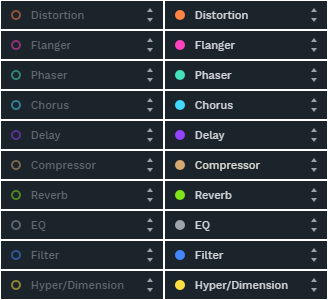 Distortion Distortion
Flanger Flanger
Phaser Phaser
Chorus Chorus
Delay Delay
Compressor Compressor
Reverb Reverb
EQ EQ
Filter Filter
Hyper/Dimension Hyper/Dimension